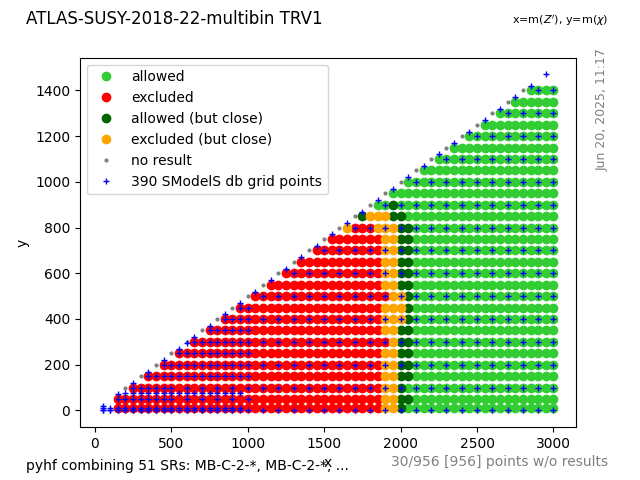 ATLAS-SUSY-2018-22-multibin TRV1
x=m(Z'), y=m(χ)
Jun 20, 2025, 11:17
allowed
excluded
allowed (but close)
excluded (but close)
no result
390 SModelS db grid points
y
1400
1200
1000
800
600
400
200
0
0 500 1000 1500 2000 2500 3000
x
pyhf combining 51 SRs: MB-C-2-*, MB-C-2-*, ...
30/956 [956] points w/o results